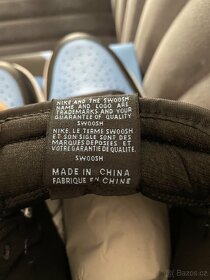 NIKE AND THE SWOOSH
NAME AND LOGO ARE
TRADEMARKS AND YOUR
GUARANTEE OF QUALITY
SWOOSH
NIKE, LE TERME SWOOSH
ET SON SIGLE SONT DES
MARQUES DEPOSEES ET
VOTRE GARANTIE DE QUALITE.
SWOOSH
MADE IN CHINA
FABRIQUE EN CHINE
Sbazar.cz